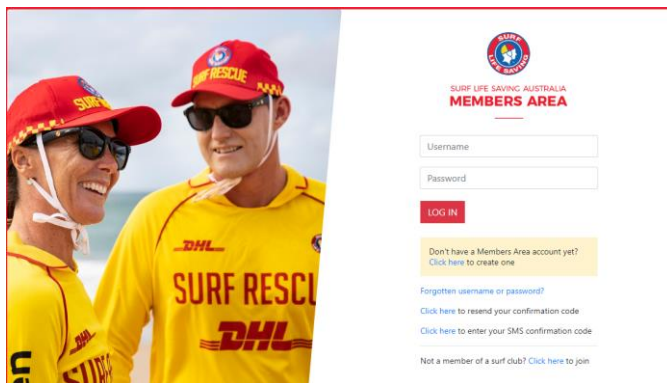 SURF RESCUE
SURF
DHL
SURF RESCU
DHL
SURF
LIFE SAVING
SURF LIFE SAVING AUSTRALIA
MEMBERS AREA
Username
Password
LOG IN
Don't have a Members Area account yet?
Click here to create one
Forgotten username or password?
Click here to resend your confirmation code
Click here to enter your SMS confirmation code
Not a member of a surf club? Click here to join